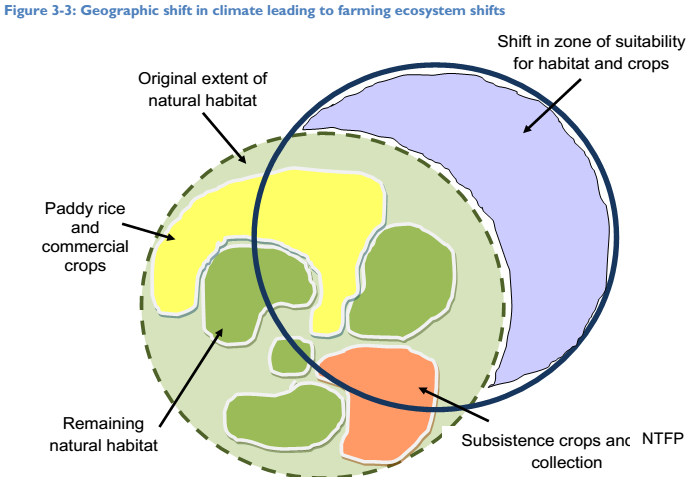 Figure 3-3: Geographic shift in climate leading to farming ecosystem shifts
Shift in zone of suitability
for habitat and crops
Original extent of
natural habitat
Paddy rice
and
commercial
crops
Remaining
natural habitat
Subsistence crops and NTFP
collection